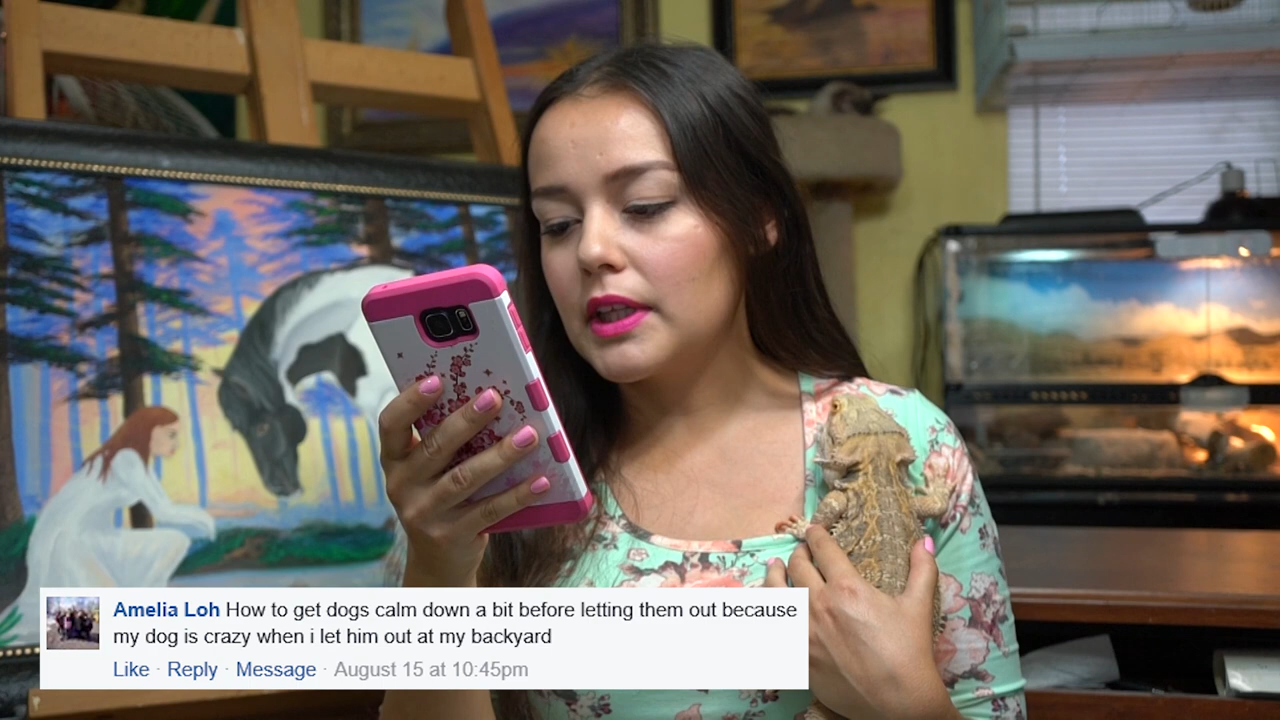 Amelia Loh How to get dogs calm down a bit before letting them out because
my dog is crazy when i let him out at my backyard
Like · Reply · Message · August 15 at 10:45pm